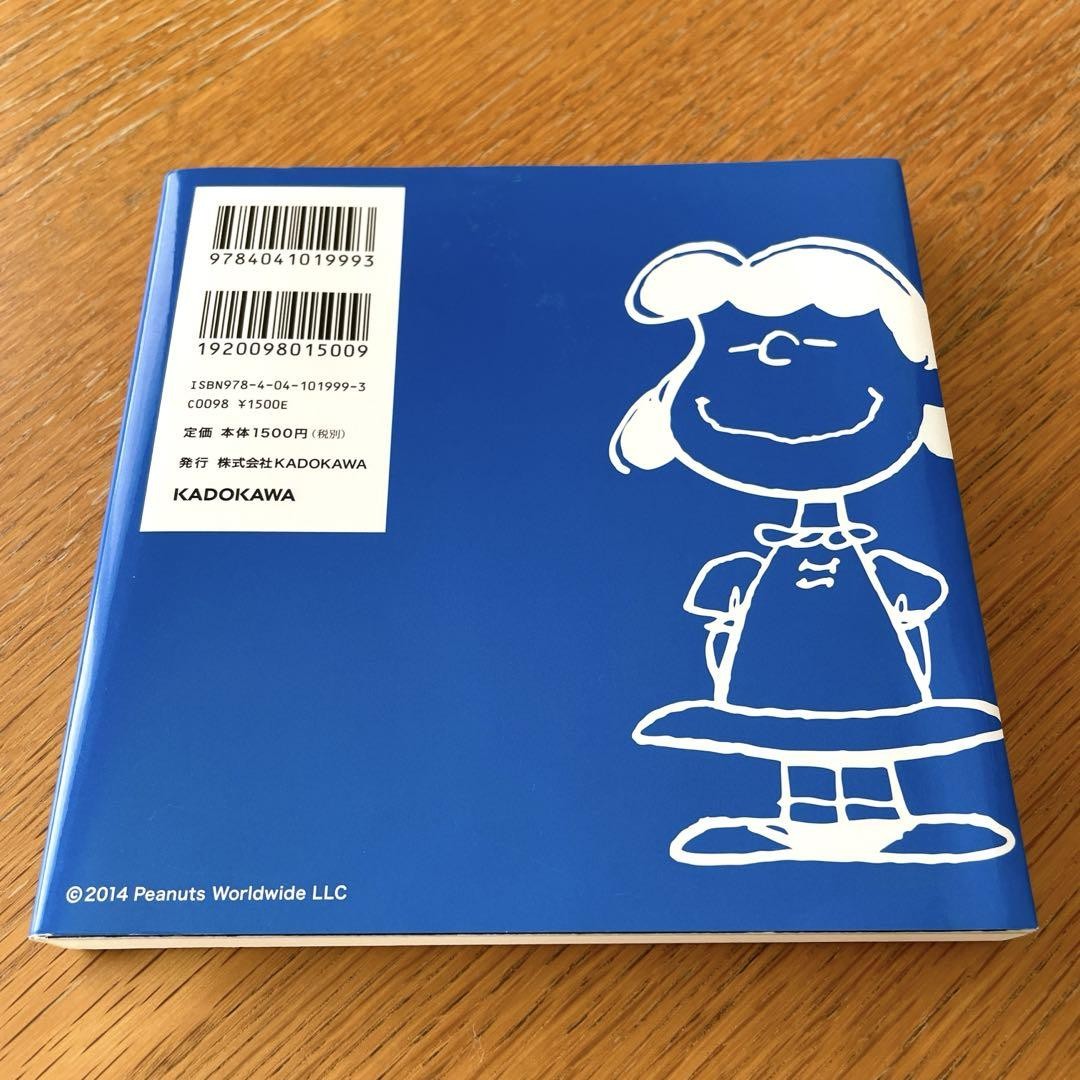 9784041019993
1920098015009
ISBN978-4-04-101999-3
C0098 ¥1500E
定価 本体1500円(税別)
発行 株式会社KADOKAWA
KADOKAWA
©2014 Peanuts Worldwide LLC